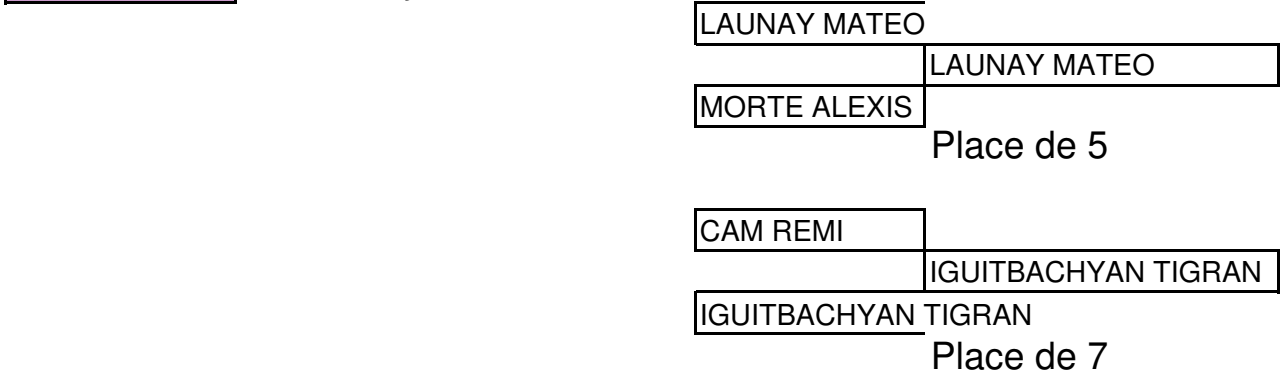 LAUNAY MATEO
LAUNAY MATEO
MORTE ALEXIS
Place de 5
CAM REMI
IGUITBACHYAN TIGRAN
IGUITBACHYAN TIGRAN
Place de 7